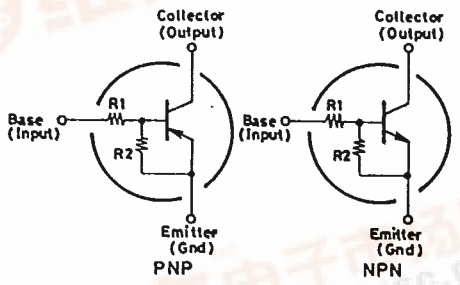 Collector
(Output)
R1
Base
(Input)
R2
Emitter
(Gnd)
PNP
Collector
(Output)
R1
Base
(Input)
R2
Emitter
(Gnd)
NPN